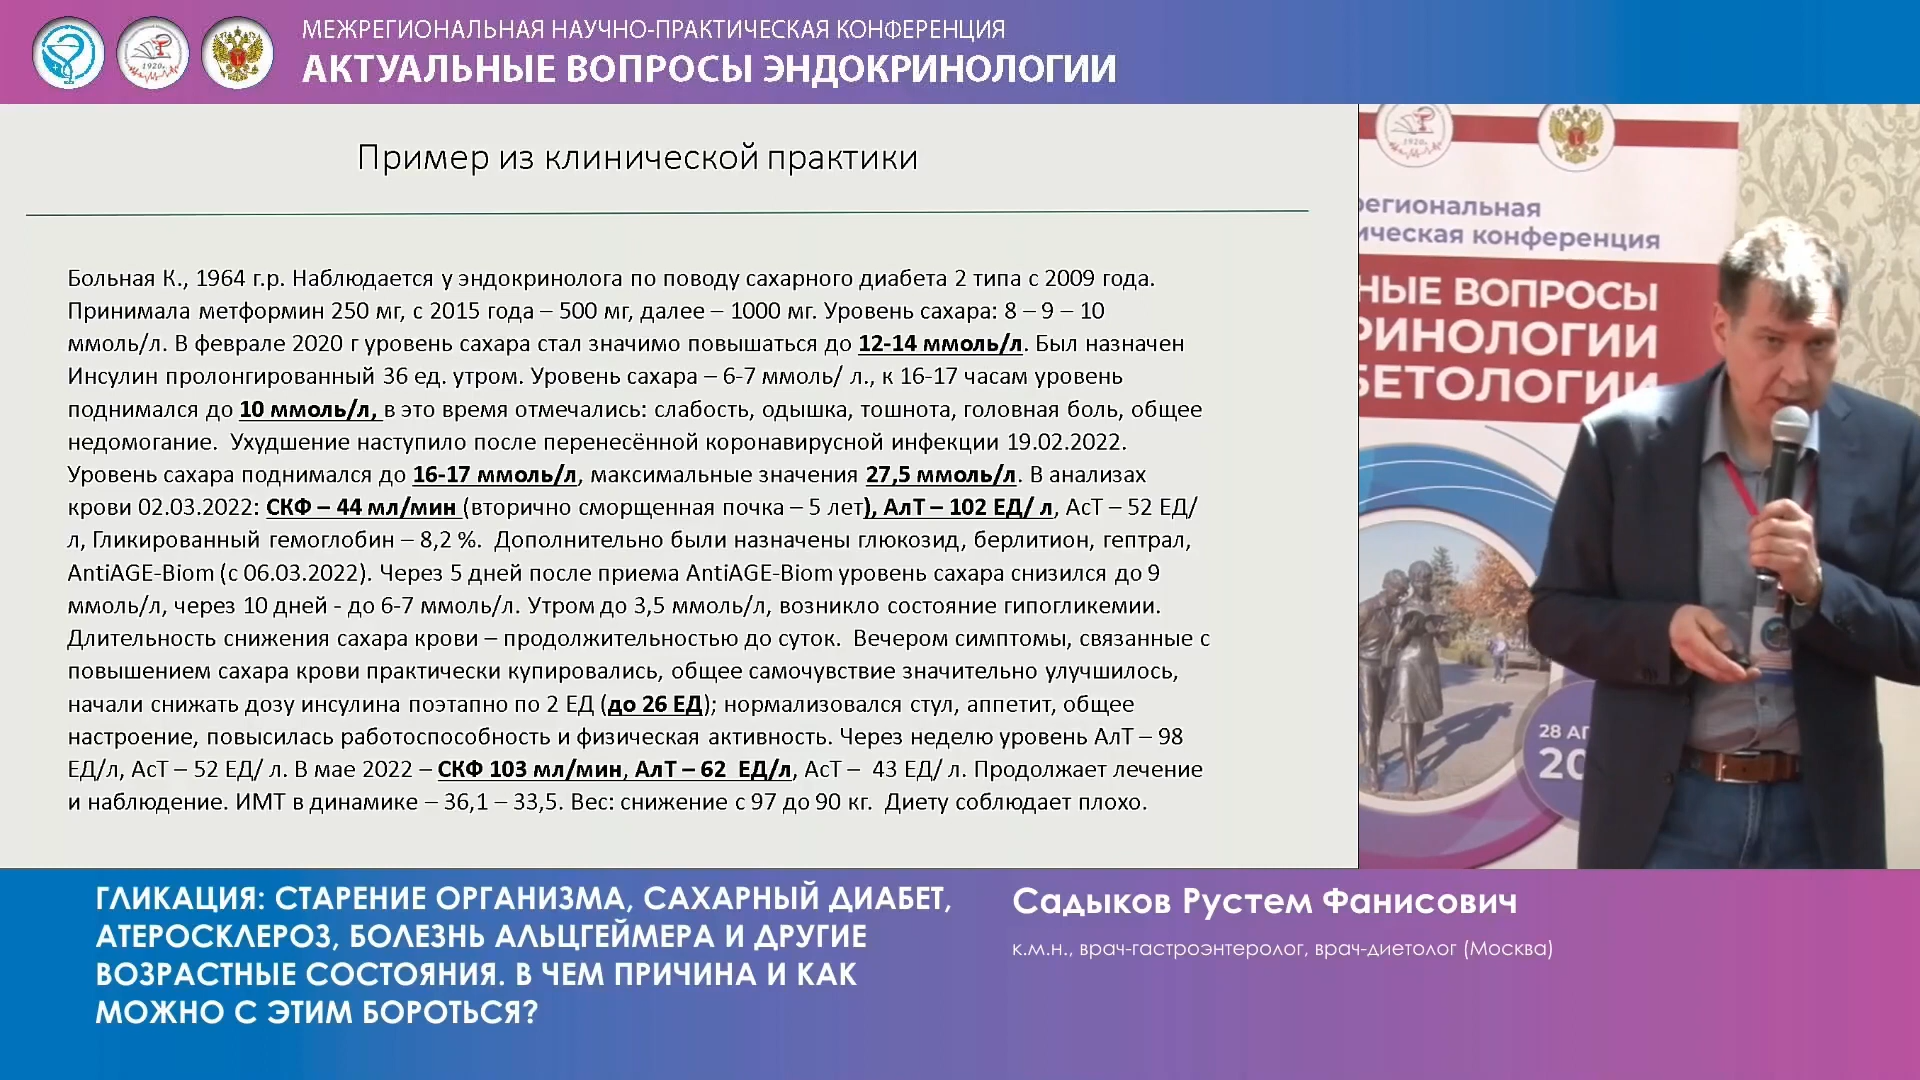 МЕЖРЕГИОНАЛЬНАЯ НАУЧНО-ПРАКТИЧЕСКАЯ КОНФЕРЕНЦИЯ
АКТУАЛЬНЫЕ ВОПРОСЫ ЭНДОКРИНОЛОГИИ
1920г.
Пример из клинической практики
Больная К., 1964 г.р. Наблюдается у эндокринолога по поводу сахарного диабета 2 типа с 2009 года.
Принимала метформин 250 мг, с 2015 года – 500 мг, далее – 1000 мг. Уровень сахара: 8 – 9 – 10
ммоль/л. В феврале 2020 г уровень сахара стал значимо повышаться до 12-14 ммоль/л. Был назначен
Инсулин пролонгированный 36 ед. утром. Уровень сахара – 6-7 ммоль/ л., к 16-17 часам уровень
поднимался до 10 ммоль/л, в это время отмечались: слабость, одышка, тошнота, головная боль, общее
недомогание. Ухудшение наступило после перенесённой коронавирусной инфекции 19.02.2022.
Уровень сахара поднимался до 16-17 ммоль/л, максимальные значения 27,5 ммоль/л. В анализах
крови 02.03.2022: СКФ – 44 мл/мин (вторично сморщенная почка – 5 лет), АлТ – 102 ЕД/ л, АсТ – 52 ЕД/
л, Гликированный гемоглобин – 8,2 %. Дополнительно были назначены глюкозид, берлитион, гептрал,
AntiAGE-Biom (с 06.03.2022). Через 5 дней после приема AntiAGE-Biom уровень сахара снизился до 9
ммоль/л, через 10 дней - до 6-7 ммоль/л. Утром до 3,5 ммоль/л, возникло состояние гипогликемии.
Длительность снижения сахара крови – продолжительностью до суток. Вечером симптомы, связанные с
повышением сахара крови практически купировались, общее самочувствие значительно улучшилось,
начали снижать дозу инсулина поэтапно по 2 ЕД (до 26 ЕД); нормализовался стул, аппетит, общее
настроение, повысилась работоспособность и физическая активность. Через неделю уровень АлТ – 98
ЕД/л, АсТ – 52 ЕД/ л. В мае 2022 – СКФ 103 мл/мин, АлТ – 62 ЕД/л, АсТ – 43 ЕД/ л. Продолжает лечение
и наблюдение. ИМТ в динамике – 36,1 – 33,5. Вес: снижение с 97 до 90 кг. Диету соблюдает плохо.
региональная
ическая конференция
НЫЕ ВОПРОСЫ
РИНОЛОГИИ
БЕТОЛОГИИ
28 АП
20
ГЛИКАЦИЯ: СТАРЕНИЕ ОРГАНИЗМА, САХАРНЫЙ ДИАБЕТ,
АТЕРОСКЛЕРОЗ, БОЛЕЗНЬ АЛЬЦГЕЙМЕРА И ДРУГИЕ
ВОЗРАСТНЫЕ СОСТОЯНИЯ. В ЧЕМ ПРИЧИНА И КАК
МОЖНО С ЭТИМ БОРОТЬСЯ?
Садыков Рустем Фанисович
к.м.н., врач-гастроэнтеролог, врач-диетолог (Москва)